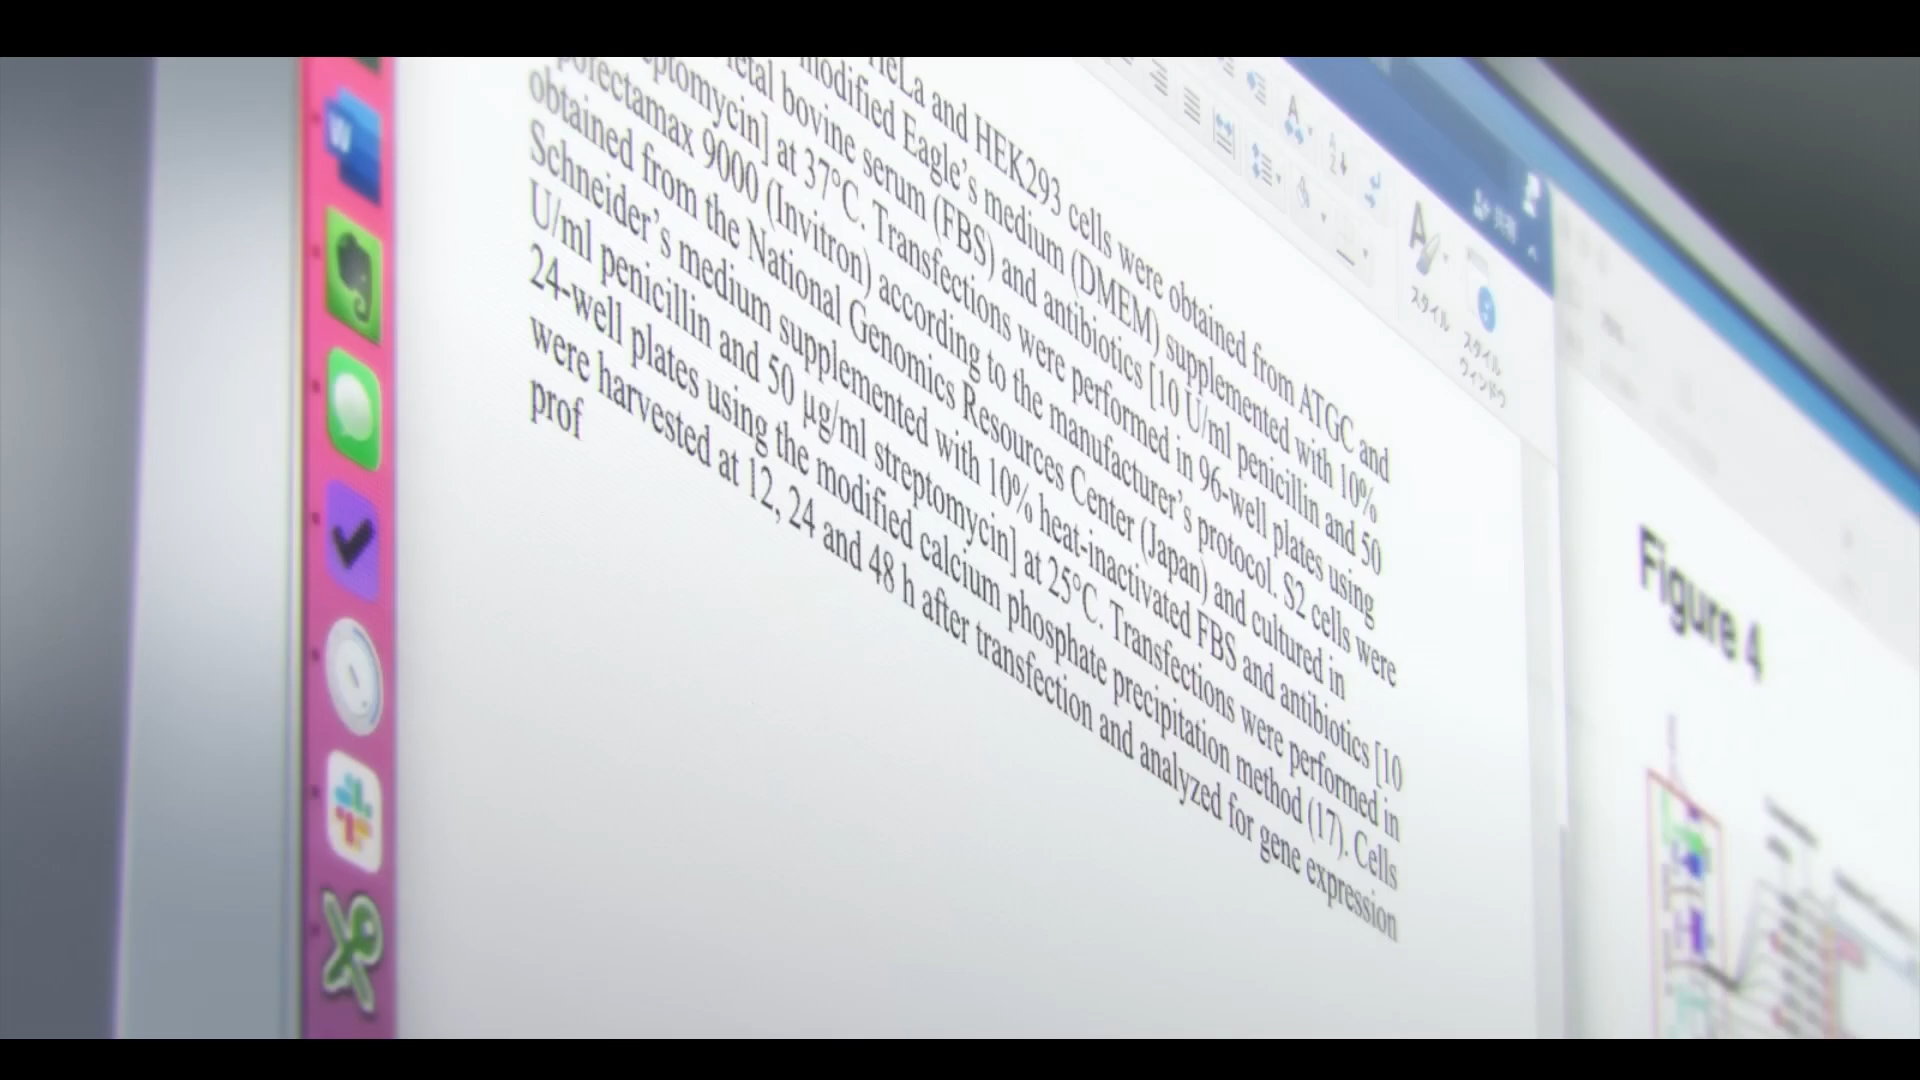 HeLa and HEK293 cells were obtained from ATGC and
modified Eagle's medium (DMEM) supplemented with 10%
etal bovine serum (FBS) and antibiotics [10 U/ml penicillin and 50
eptomycin] at 37°C. Transfections were performed in 96-well plates using
porectamax 9000 (Invitron) according to the manufacturer's protocol. S2 cells were
obtained from the National Genomics Resources Center (Japan) and cultured in
Schneider's medium supplemented with 10% heat-inactivated FBS and antibiotics [10
U/ml penicillin and 50 µg/ml streptomycin] at 25°C. Transfections were performed in
24-well plates using the modified calcium phosphate precipitation method (17). Cells
were harvested at 12, 24 and 48 h after transfection and analyzed for gene expression
prof
共有
スタイル
スタイル
ウィンドウ
Figure 4